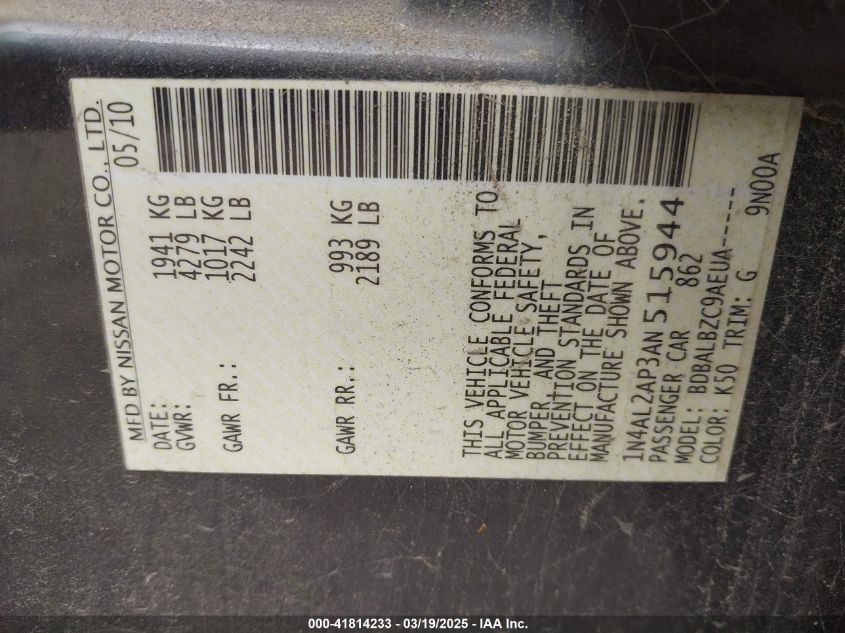 MFD BY NISSAN MOTOR CO., LTD.
DATE: 05/10
GVWR: 1941 KG
4279 LB
GAWR FR.: 1017 KG
2242 LB
GAWR RR.: 993 KG
2189 LB
THIS VEHICLE CONFORMS TO
ALL APPLICABLE FEDERAL
MOTOR VEHICLE SAFETY,
BUMPER, AND THEFT
PREVENTION STANDARDS IN
EFFECT ON THE DATE OF
MANUFACTURE SHOWN ABOVE.
1N4AL2AP3AN515944
PASSENGER CAR 862
MODEL: BDBALBZC9AEUA------
COLOR: K50 TRIM: G 9N00A
000-41814233 - 03/19/2025 - IAA Inc.